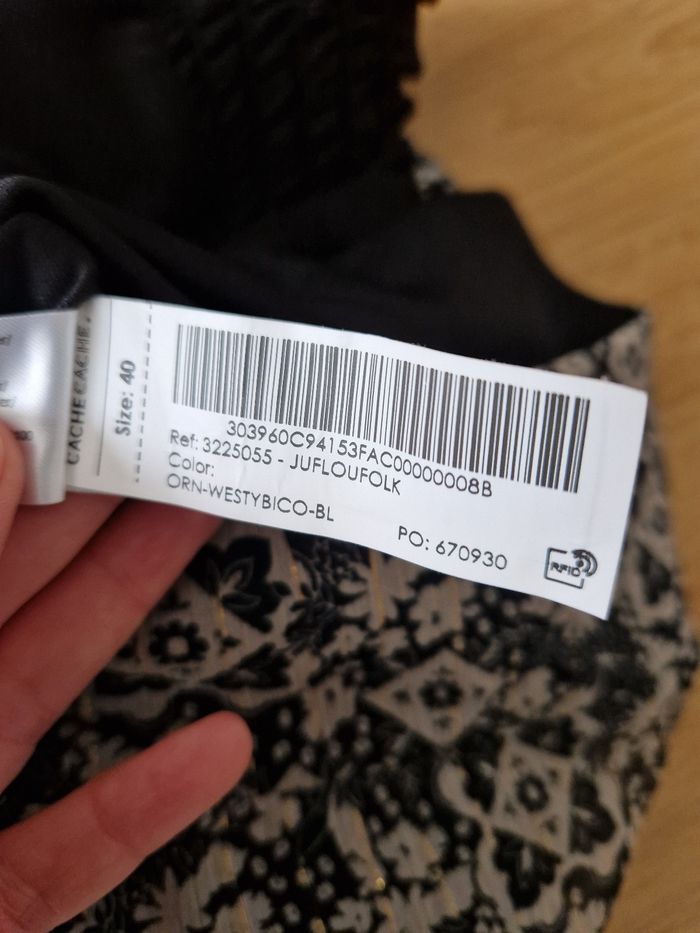 CACHE CACHE.
Size: 40
303960C94153FAC00000008B
Ref: 3225055 - JUFLOUFOLK
Color:
ORN-WESTYBICO-BL
PO: 670930
RFID